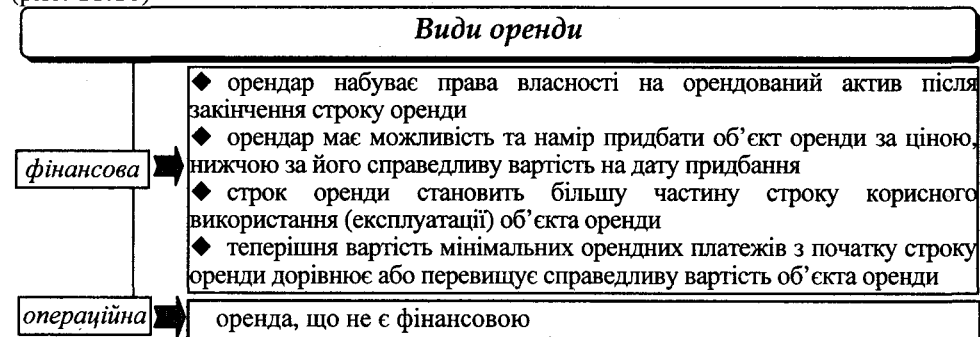 Види оренди
◆ орендар набуває права власності на орендований актив після
закінчення строку оренди
◆ орендар має можливість та намір придбати об’єкт оренди за ціною,
нижчою за його справедливу вартість на дату придбання
фінансова
◆ строк оренди становить більшу частину строку корисного
використання (експлуатації) об’єкта оренди
◆ теперішня вартість мінімальних орендних платежів з початку строку
оренди дорівнює або перевищує справедливу вартість об’єкта оренди
операційна
оренда, що не є фінансовою